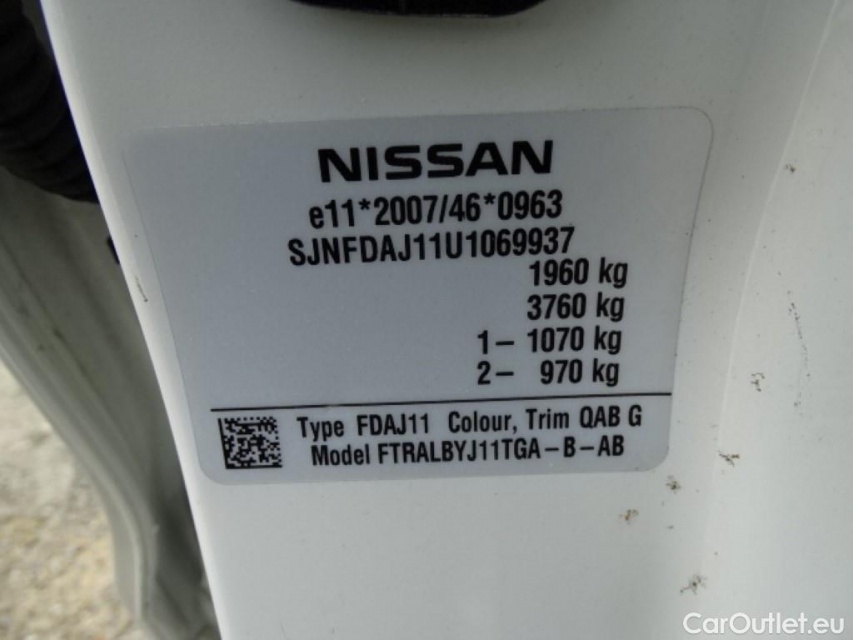 NISSAN
e11*2007/46*0963
SJNFDAJ11U1069937
1960 kg
3760 kg
1- 1070 kg
2- 970 kg
Type FDAJ11 Colour, Trim QAB G
Model FTRALBYJ11TGA-B-AB
CarOutlet.eu